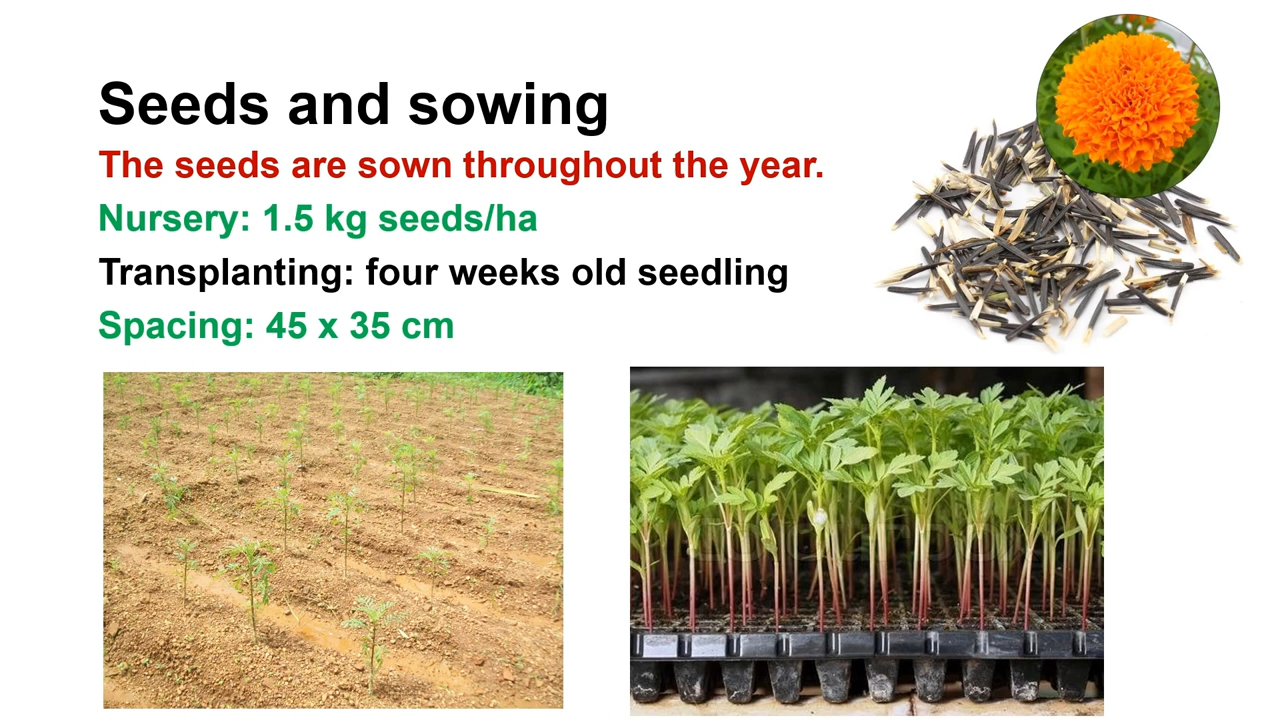 Seeds and sowing
The seeds are sown throughout the year.
Nursery: 1.5 kg seeds/ha
Transplanting: four weeks old seedling
Spacing: 45 x 35 cm